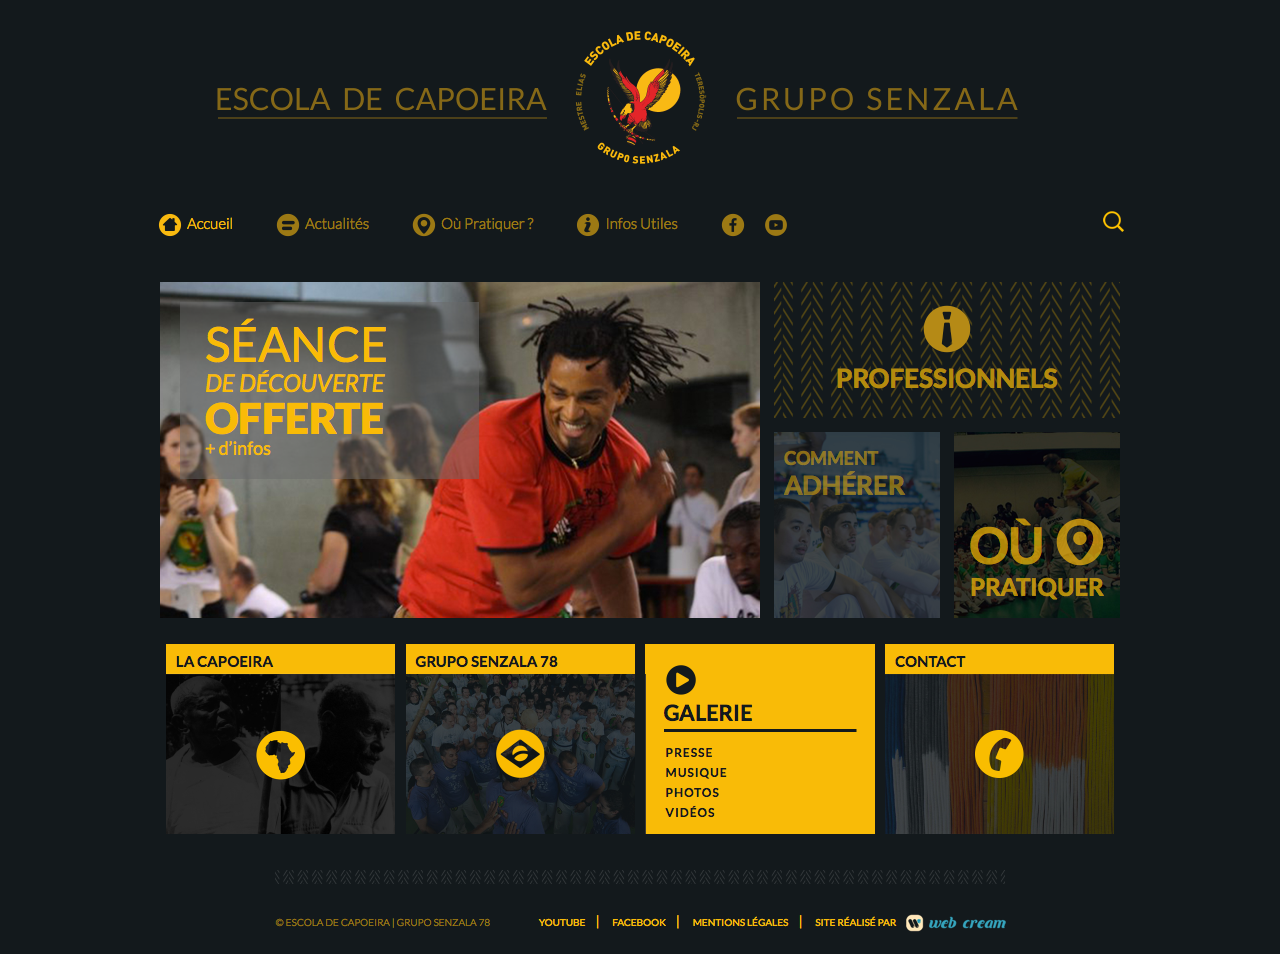 ESCOLA DE CAPOEIRA
ESCOLA DE CAPOEIRA
MESTRE ELIAS
TERESÓPOLIS-RJ
GRUPO SENZALA
GRUPO SENZALA
Accueil
Actualités
Où Pratiquer ?
Infos Utiles
SÉANCE
DE DÉCOUVERTE
OFFERTE
+ d'infos
PROFESSIONNELS
COMMENT
ADHÉRER
OÙ
PRATIQUER
LA CAPOEIRA
GRUPO SENZALA 78
GALERIE
PRESSE
MUSIQUE
PHOTOS
VIDÉOS
CONTACT
© ESCOLA DE CAPOEIRA | GRUPO SENZALA 78
YOUTUBE | FACEBOOK | MENTIONS LÉGALES | SITE RÉALISÉ PAR web cream